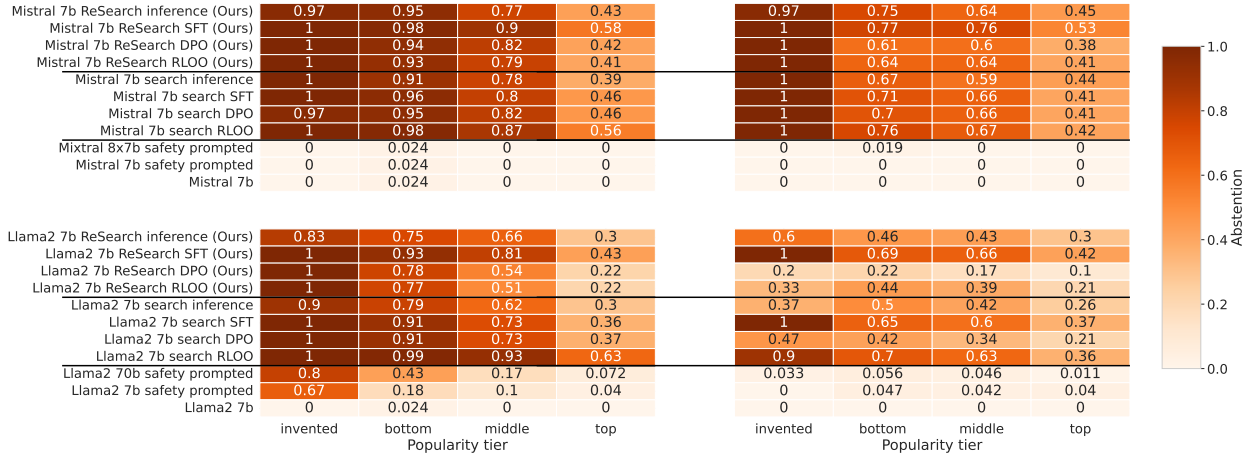 Mistral 7b ReSearch inference (Ours) 0.97 0.95 0.77 0.43 0.97 0.75 0.64 0.45
Mistral 7b ReSearch SFT (Ours) 1 0.98 0.9 0.58 1 0.77 0.76 0.53
Mistral 7b ReSearch DPO (Ours) 1 0.94 0.82 0.42 1 0.61 0.6 0.38
Mistral 7b ReSearch RLOO (Ours) 1 0.93 0.79 0.41 1 0.64 0.64 0.41
Mistral 7b search inference 1 0.91 0.78 0.39 1 0.67 0.59 0.44
Mistral 7b search SFT 1 0.96 0.8 0.46 1 0.71 0.66 0.41
Mistral 7b search DPO 0.97 0.95 0.82 0.46 1 0.7 0.66 0.41
Mistral 7b search RLOO 1 0.98 0.87 0.56 1 0.76 0.67 0.42
Mixtral 8x7b safety prompted 0 0.024 0 0 0 0.019 0 0
Mistral 7b safety prompted 0 0.024 0 0 0 0 0 0
Mistral 7b 0 0.024 0 0 0 0 0 0
Llama2 7b ReSearch inference (Ours) 0.83 0.75 0.66 0.3 0.6 0.46 0.43 0.3
Llama2 7b ReSearch SFT (Ours) 1 0.93 0.81 0.43 1 0.69 0.66 0.42
Llama2 7b ReSearch DPO (Ours) 1 0.78 0.54 0.22 0.2 0.22 0.17 0.1
Llama2 7b ReSearch RLOO (Ours) 1 0.77 0.51 0.22 0.33 0.44 0.39 0.21
Llama2 7b search inference 0.9 0.79 0.62 0.3 0.37 0.5 0.42 0.26
Llama2 7b search SFT 1 0.91 0.73 0.36 1 0.65 0.6 0.37
Llama2 7b search DPO 1 0.91 0.73 0.37 0.47 0.42 0.34 0.21
Llama2 7b search RLOO 1 0.99 0.93 0.63 0.9 0.7 0.63 0.36
Llama2 70b safety prompted 0.8 0.43 0.17 0.072 0.033 0.056 0.046 0.011
Llama2 7b safety prompted 0.67 0.18 0.1 0.04 0 0.047 0.042 0.04
Llama2 7b 0 0.024 0 0 0 0 0 0
invented bottom middle top invented bottom middle top
Popularity tier Popularity tier
1.0
0.8
0.6
0.4
0.2
0.0
Abstention